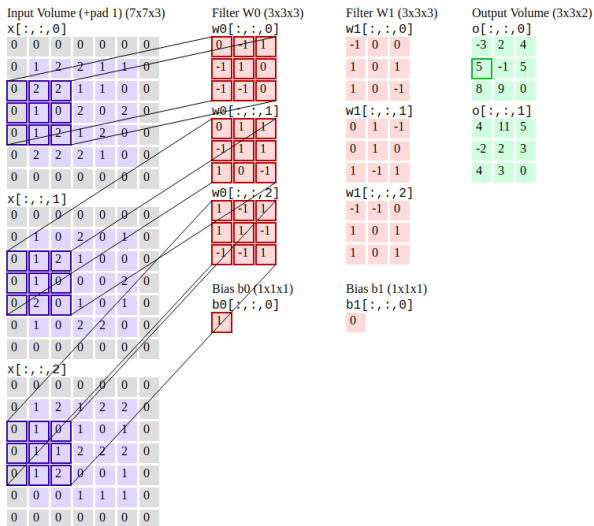 Input Volume (+pad 1) (7x7x3)
x[:,:,0]
0 0 0 0 0 0 0
0 1 2 2 1 1 0
0 2 2 1 1 0 0
0 1 0 2 0 2 0
0 1 2 1 2 0 0
0 2 2 2 1 0 0
0 0 0 0 0 0 0
x[:,:,1]
0 0 0 0 0 0 0
0 1 0 2 0 1 0
0 1 2 1 0 0 0
0 1 0 0 0 2 0
0 2 0 1 0 1 0
0 1 0 2 2 0 0
0 0 0 0 0 0 0
x[:,:,2]
0 0 0 0 0 0 0
0 1 2 1 2 2 0
0 1 0 1 0 1 0
0 1 1 2 2 2 0
0 1 2 0 0 1 0
0 0 0 1 1 1 0
0 0 0 0 0 0 0
Filter W0 (3x3x3)
w0[:,:,0]
0 -1 1
-1 1 0
-1 -1 0
w0[:,:,1]
0 1 1
-1 1 1
1 0 -1
w0[:,:,2]
1 -1 1
1 1 -1
-1 -1 1
Bias b0 (1x1x1)
b0[:,:,0]
1
Filter W1 (3x3x3)
w1[:,:,0]
-1 0 0
1 0 1
1 0 -1
w1[:,:,1]
0 1 -1
0 1 0
1 -1 1
w1[:,:,2]
-1 -1 0
1 0 1
1 0 1
Bias b1 (1x1x1)
b1[:,:,0]
0
Output Volume (3x3x2)
o[:,:,0]
-3 2 4
5 -1 5
8 9 0
o[:,:,1]
4 11 5
-2 2 3
4 3 0